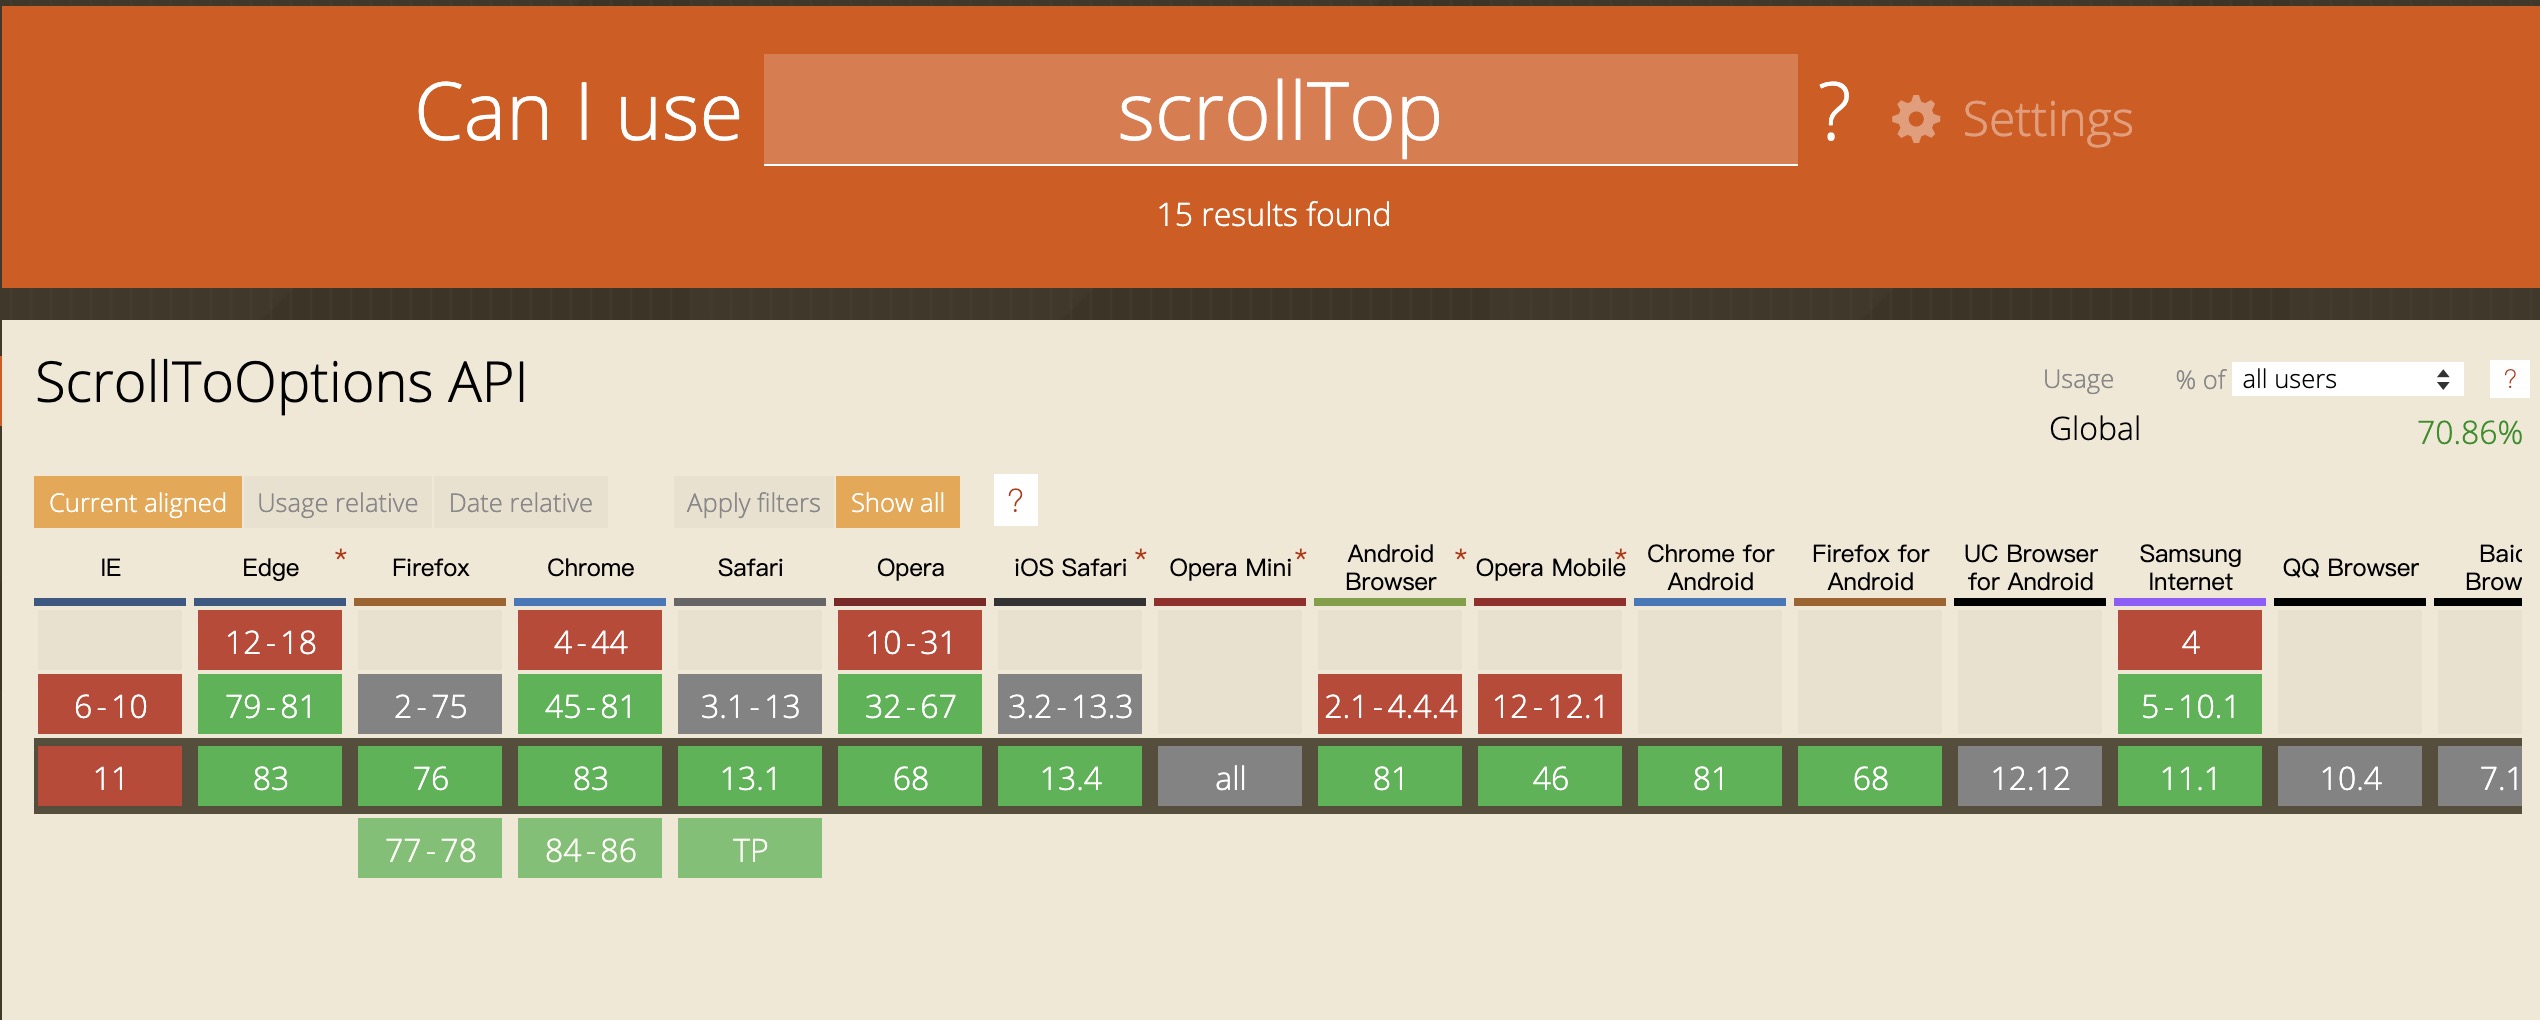 Can I use scrollTop ? Settings
15 results found
ScrollToOptions API
Usage % of all users ?
Global 70.86%
Current aligned Usage relative Date relative Apply filters Show all ?
IE Edge * Firefox Chrome Safari Opera iOS Safari * Opera Mini * Android Browser * Opera Mobile * Chrome for Android Firefox for Android UC Browser for Android Samsung Internet QQ Browser
12-18 4-44 10-31 4
6-10 79-81 2-75 45-81 3.1-13 32-67 3.2-13.3 2.1-4.4.4 12-12.1 5-10.1
11 83 76 83 13.1 68 13.4 all 81 46 81 68 12.12 11.1 10.4 7.1
77-78 84-86 TP